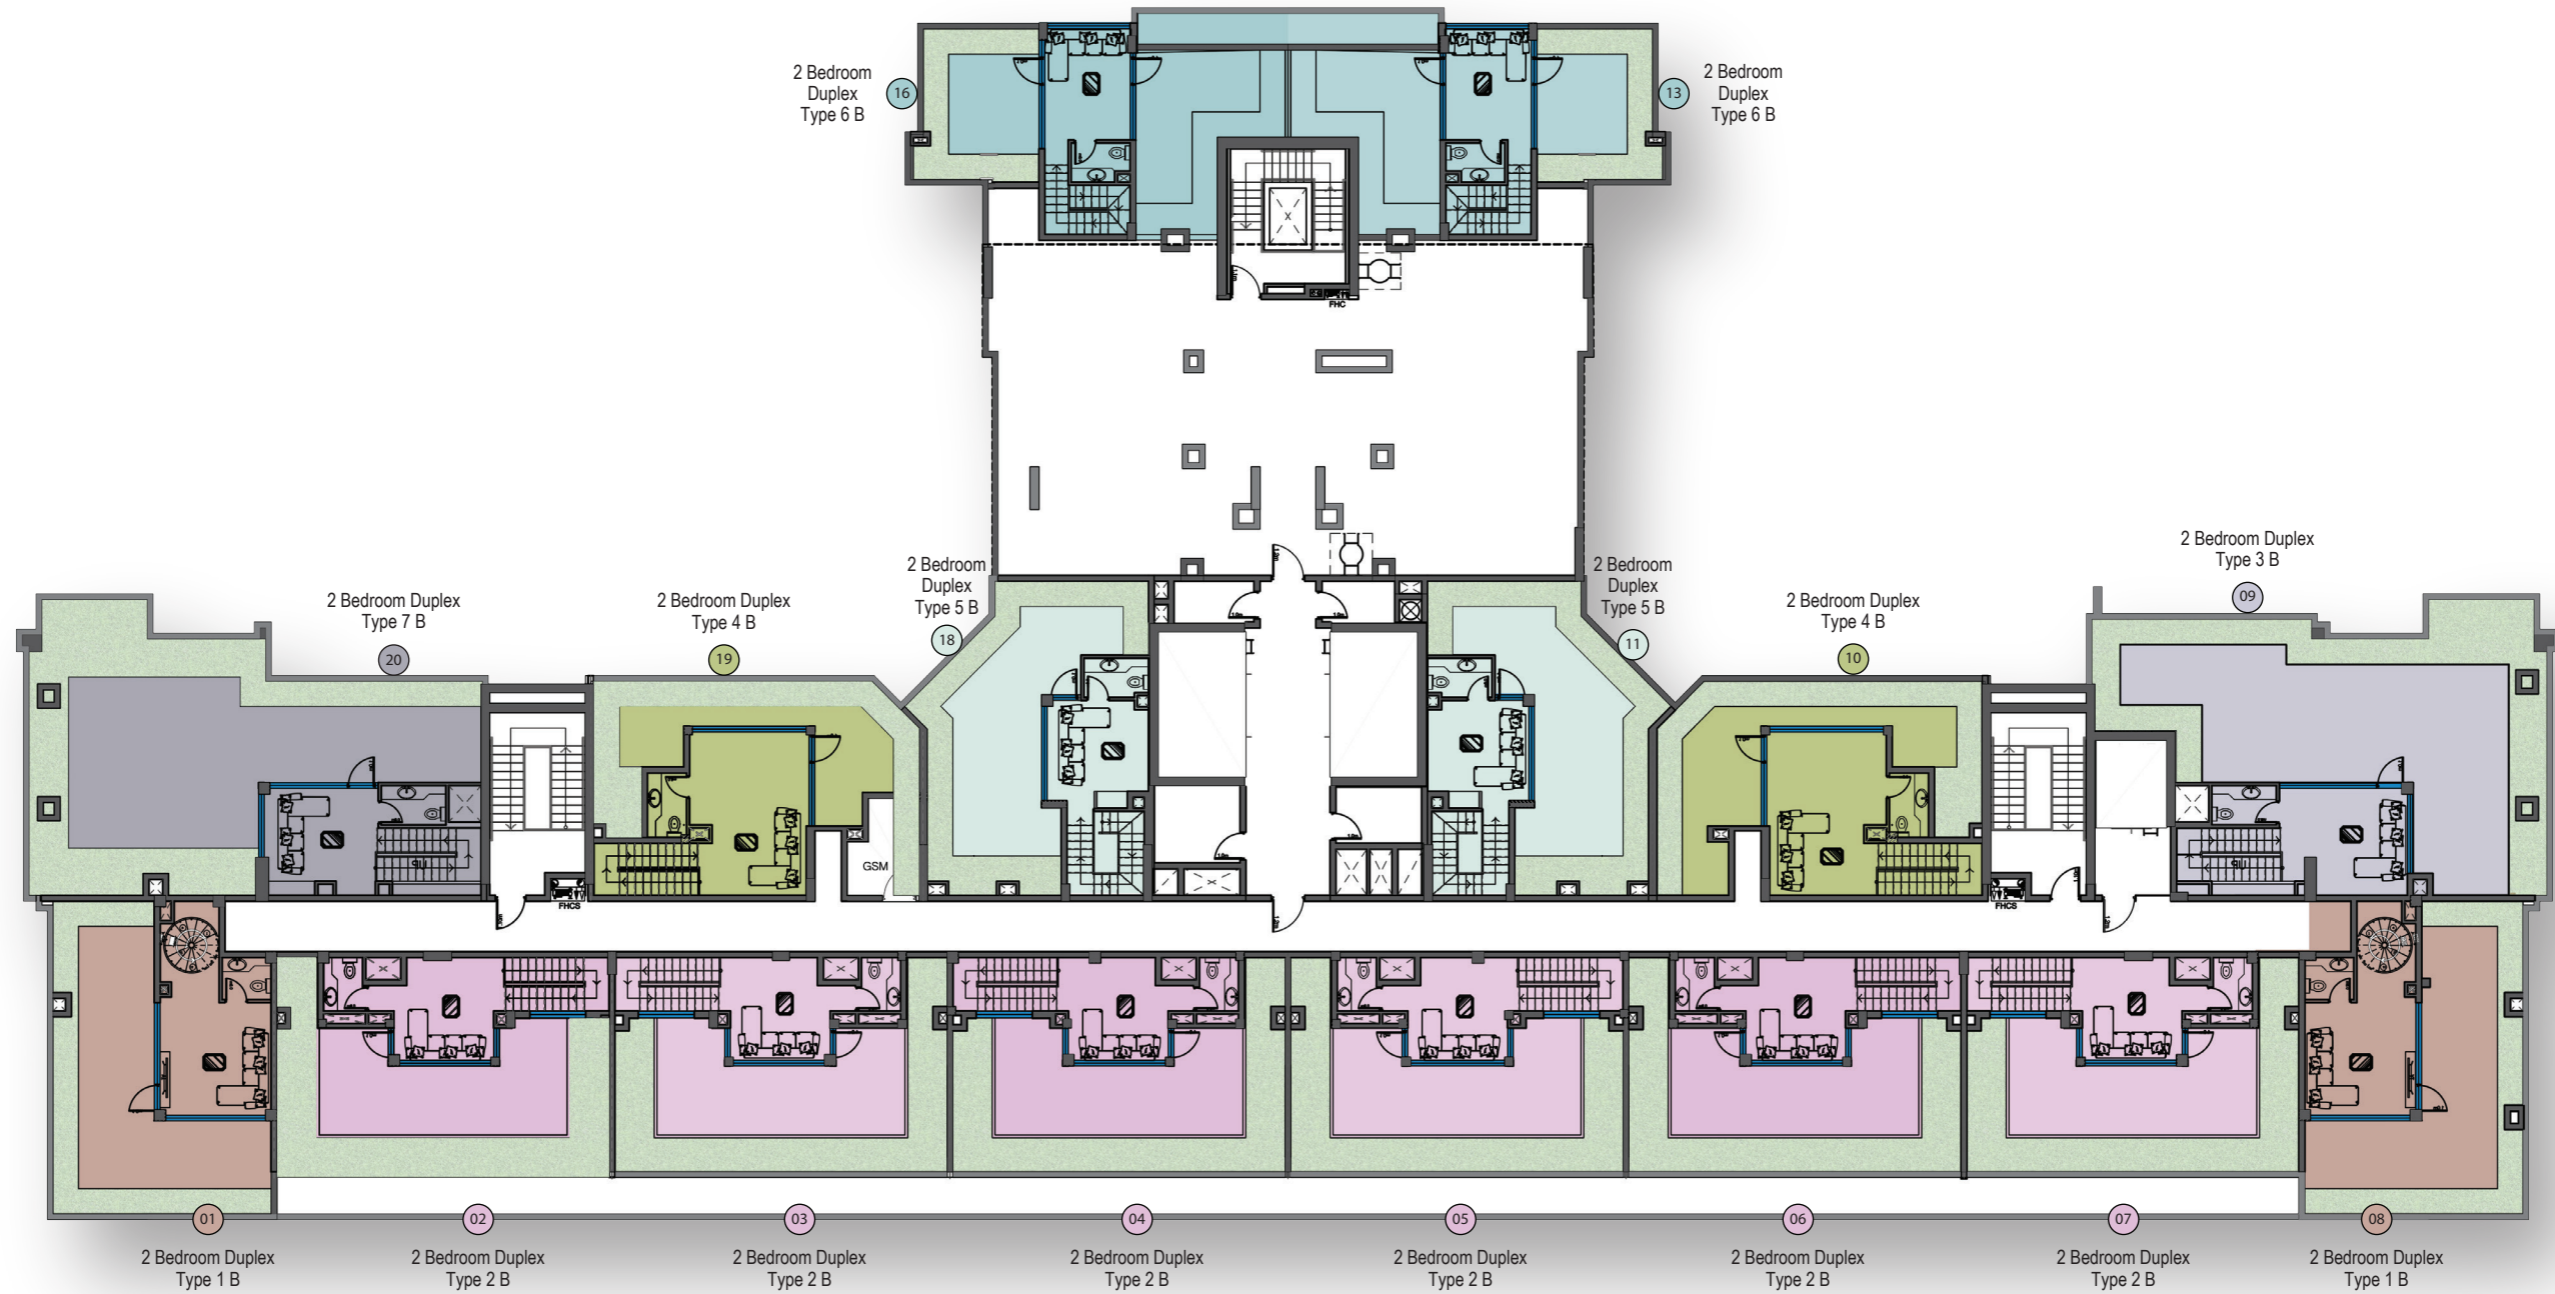 2 Bedroom
Duplex
Type 6 B
16
13
2 Bedroom
Duplex
Type 6 B
FHC
2 Bedroom Duplex
Type 7 B
20
2 Bedroom Duplex
Type 4 B
19
2 Bedroom
Duplex
Type 5 B
18
2 Bedroom
Duplex
Type 5 B
11
2 Bedroom Duplex
Type 4 B
10
2 Bedroom Duplex
Type 3 B
09
GSM
UP
UP
FHCS
FHCS
01
02
03
04
05
06
07
08
2 Bedroom Duplex
Type 1 B
2 Bedroom Duplex
Type 2 B
2 Bedroom Duplex
Type 2 B
2 Bedroom Duplex
Type 2 B
2 Bedroom Duplex
Type 2 B
2 Bedroom Duplex
Type 2 B
2 Bedroom Duplex
Type 2 B
2 Bedroom Duplex
Type 1 B